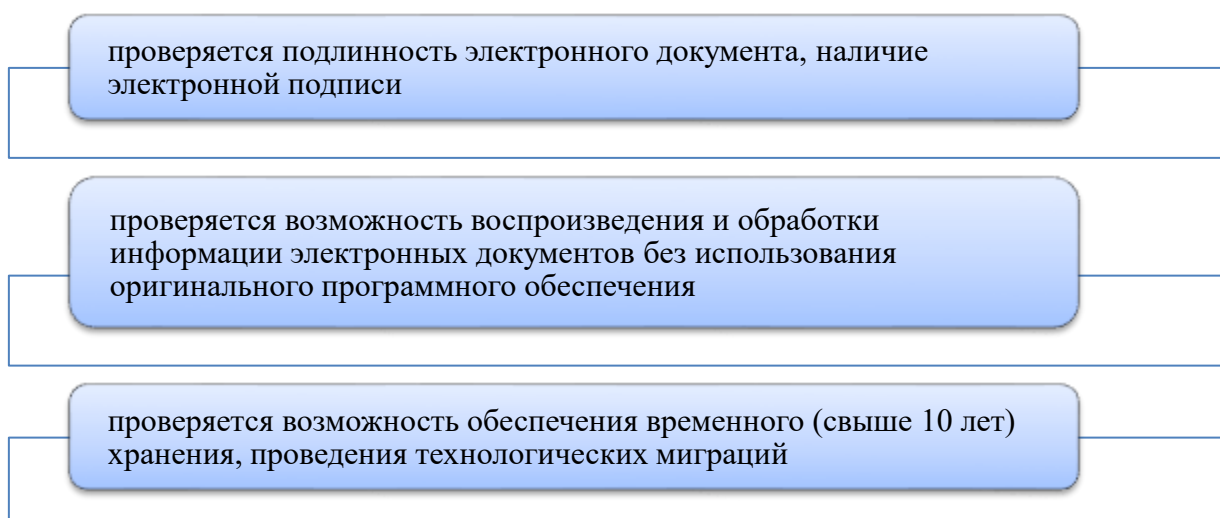 проверяется подлинность электронного документа, наличие
электронной подписи
проверяется возможность воспроизведения и обработки
информации электронных документов без использования
оригинального программного обеспечения
проверяется возможность обеспечения временного (свыше 10 лет)
хранения, проведения технологических миграций